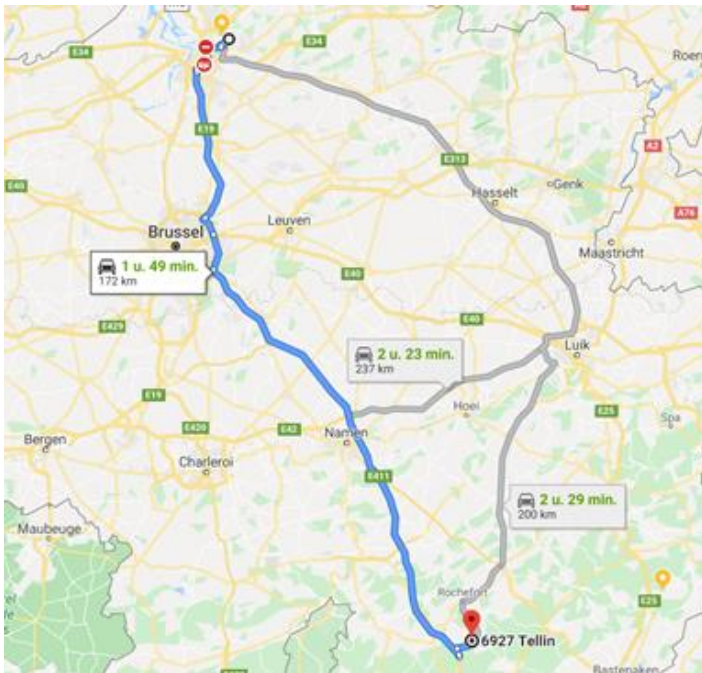 E34
E34
Roer
E19
E313
A2
Hasselt
Genk
E40
A76
Leuven
Brussel
Maastricht
1 u. 49 min.
172 km
E40
E429
E40
2 u. 23 min.
237 km
Luik
E19
Hoei
E25
Spa
E420
E42
Bergen
Namen
Charleroi
E411
2 u. 29 min.
200 km
Maubeuge
Rochefort
E25
6927 Tellin
Bastenaken